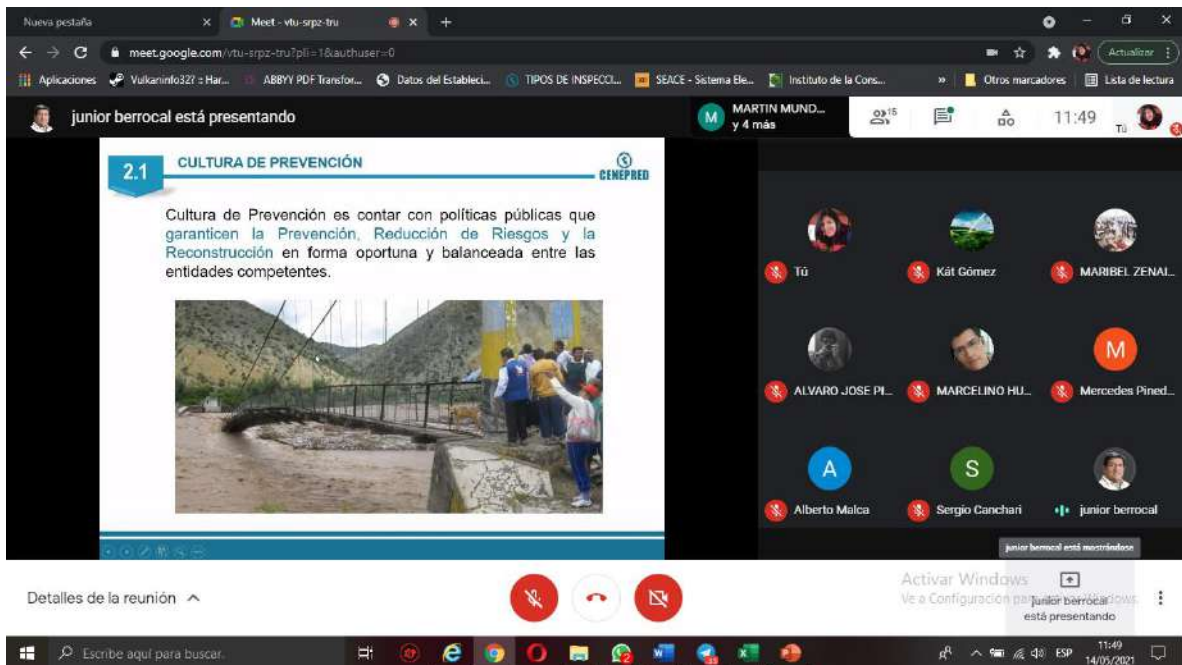 Nueva pestaña
Meet - vtu-srpz-tru
meet.google.com/vtu-srpz-tru?pli=1&authuser=0
Actualizar
Aplicaciones
Vulkaninfo32? :: Har...
ABBYY PDF Transfor...
Datos del Estableci...
TIPOS DE INSPECCI...
SEACE - Sistema Ele...
Instituto de la Cons...
»
Otros marcadores
Lista de lectura
junior berrocal está presentando
M
MARTIN MUND...
y 4 más
15
11:49
Tú
2.1
CULTURA DE PREVENCIÓN
CENEPRED
Cultura de Prevención es contar con políticas públicas que
garanticen la Prevención, Reducción de Riesgos y la
Reconstrucción en forma oportuna y balanceada entre las
entidades competentes.
Tú
Kát Gómez
MARIBEL ZENAI...
ALVARO JOSE PI...
MARCELINO HU...
M
Mercedes Pined...
A
Alberto Malca
S
Sergio Canchari
junior berrocal
junior berrocal está mostrándose
Detalles de la reunión
Activar Windows
Ve a Configuración para
junior berrocal
está presentando
Escribe aquí para buscar.
ESP
11:49
14/05/2021